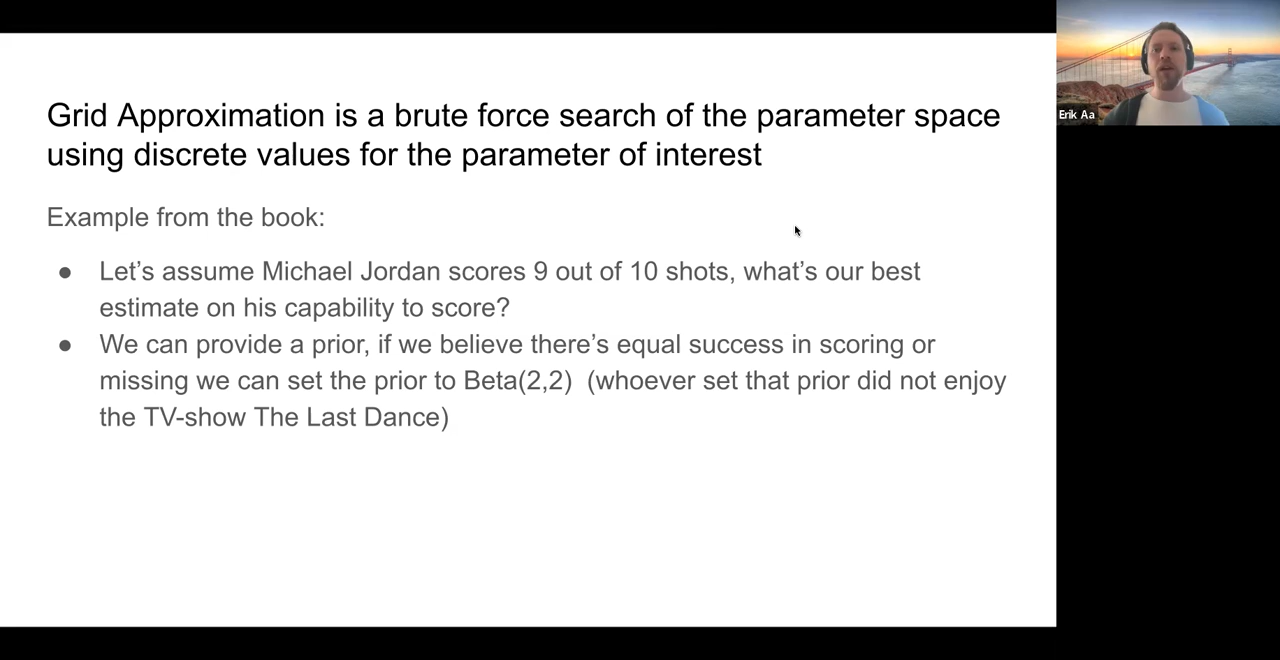 Grid Approximation is a brute force search of the parameter space
using discrete values for the parameter of interest
Example from the book:
● Let’s assume Michael Jordan scores 9 out of 10 shots, what’s our best
estimate on his capability to score?
● We can provide a prior, if we believe there’s equal success in scoring or
missing we can set the prior to Beta(2,2)  (whoever set that prior did not enjoy
the TV-show The Last Dance)
Erik Aa